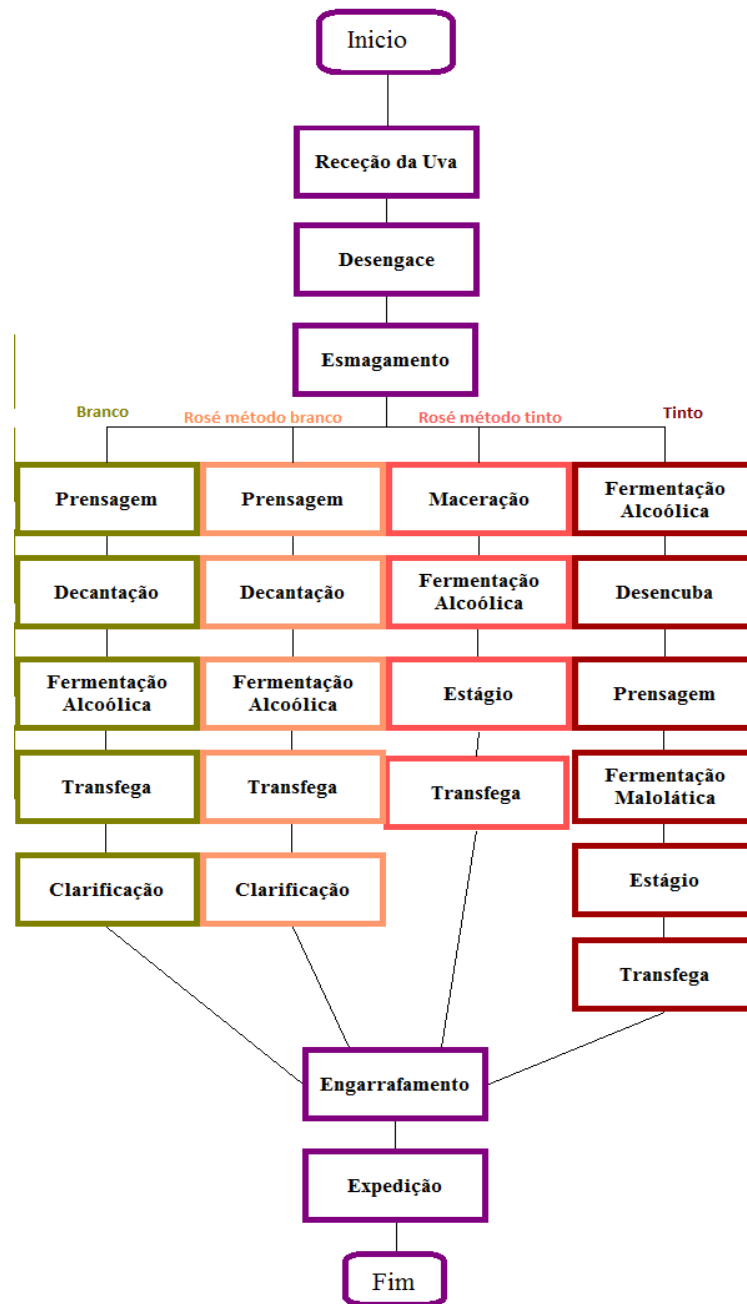 Inicio
Receção da Uva
Desengace
Esmagamento
Branco
Rosé método branco
Rosé método tinto
Tinto
Prensagem
Prensagem
Maceração
Fermentação
Alcoólica
Decantação
Decantação
Fermentação
Alcoólica
Desencuba
Fermentação
Alcoólica
Fermentação
Alcoólica
Estágio
Prensagem
Transfega
Transfega
Transfega
Fermentação
Malolática
Clarificação
Clarificação
Estágio
Transfega
Engarrafamento
Expedição
Fim